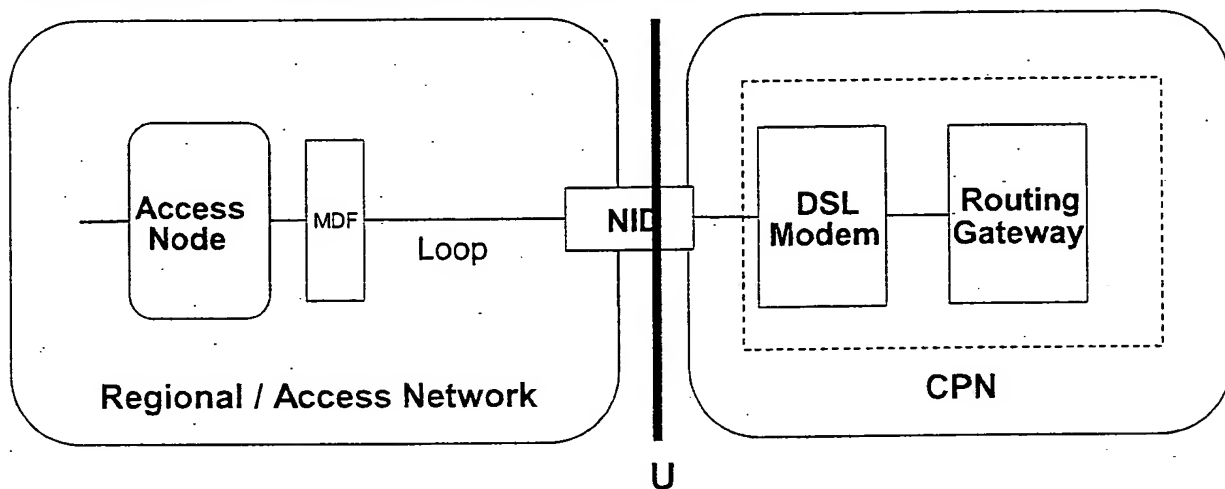 Access
Node
MDF
Loop
NID
DSL
Modem
Routing
Gateway
Regional / Access Network
CPN
U